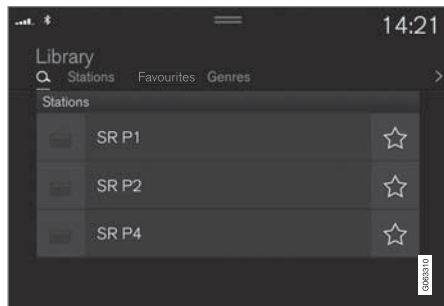 14:21
Library
Stations Favourites Genres
Stations
SR P1
SR P2
SR P4
G063310